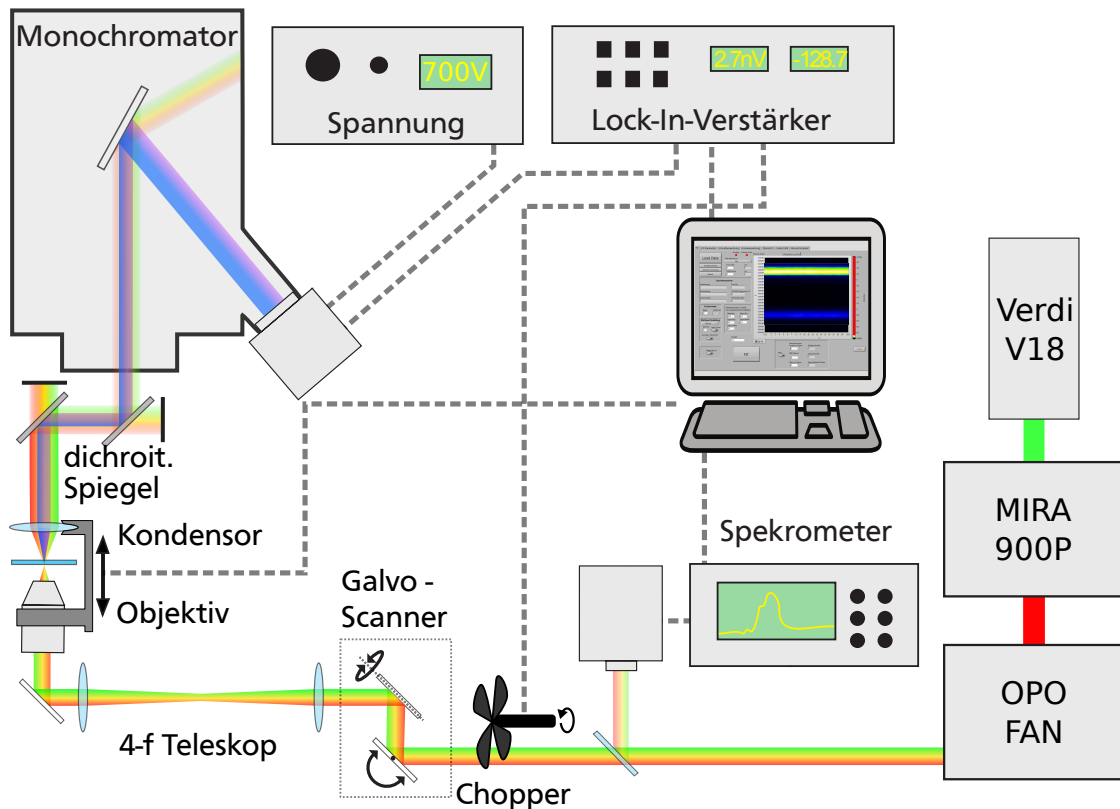 Monochromator
700V
Spannung
2.7nV
-128.7
Lock-In-Verstärker
Verdi
V18
MIRA
900P
OPO
FAN
dichroit.
Spiegel
Kondensor
Objektiv
Galvo -
Scanner
Spekrometer
4-f Teleskop
Chopper